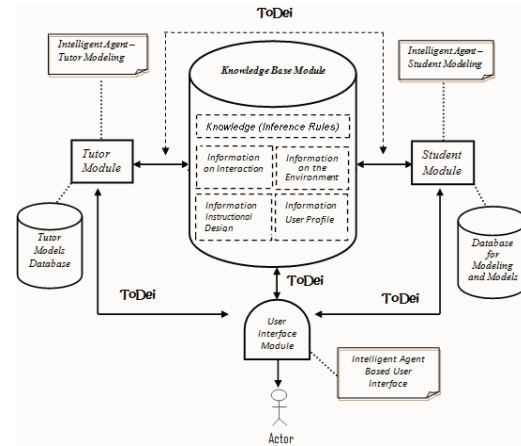 ToDei
Intelligent Agent –
Tutor Modeling
Intelligent Agent –
Student Modeling
Knowledge Base Module
Knowledge (Inference Rules)
Information
on Interaction
Information
on the
Environment
Information
Instructional
Design
Information
User Profile
Tutor
Module
Student
Module
Tutor
Models
Database
Database
for
Modeling
and Models
ToDei
ToDei
User
Interface
Module
Intelligent Agent
Based User
Interface
Actor